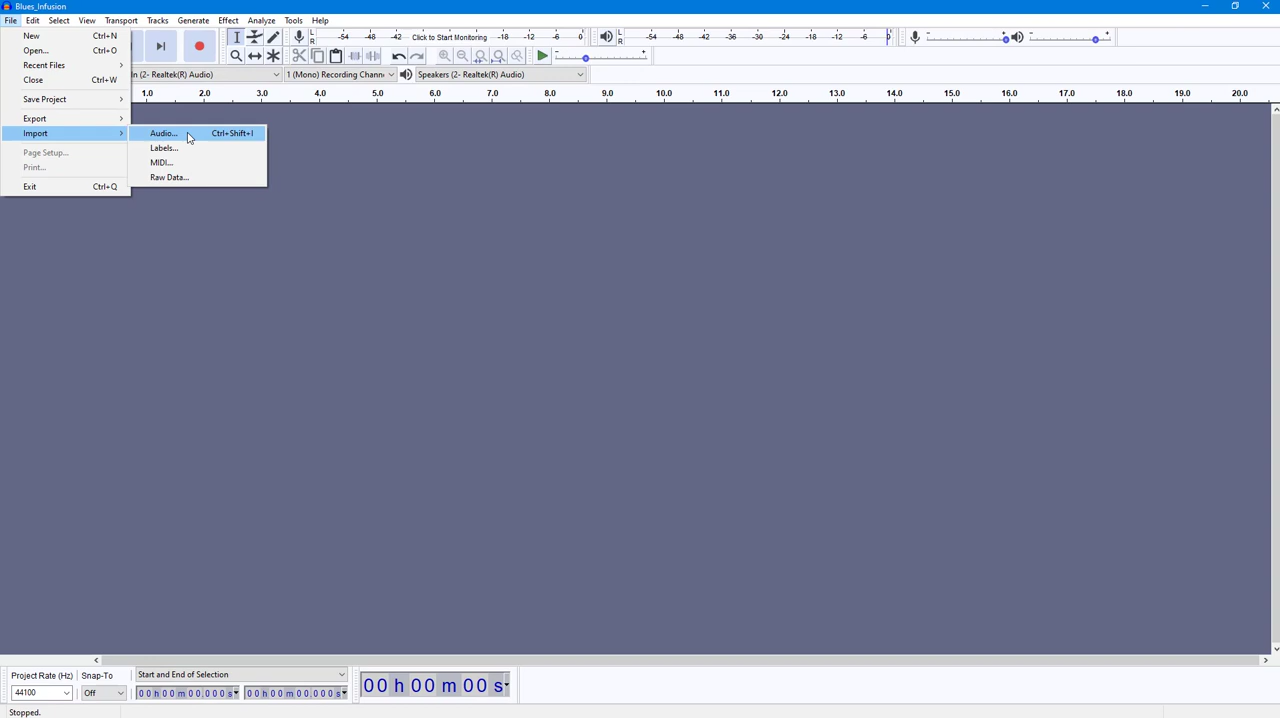 Blues_Infusion
File Edit Select View Transport Tracks Generate Effect Analyze Tools Help
New Ctrl+N
Open... Ctrl+O
Recent Files
Close Ctrl+W
Save Project
Export
Import
Page Setup...
Print...
Exit Ctrl+Q
Audio... Ctrl+Shift+I
Labels...
MIDI...
Raw Data...
L
R
-54 -48 -42 Click to Start Monitoring -18 -12 -6 0
L
R
-54 -48 -42 -36 -30 -24 -18 -12 -6 0
(2- Realtek(R) Audio) 1 (Mono) Recording Chann Speakers (2- Realtek(R) Audio)
1.0 2.0 3.0 4.0 5.0 6.0 7.0 8.0 9.0 10.0 11.0 12.0 13.0 14.0 15.0 16.0 17.0 18.0 19.0 20.0
Project Rate (Hz) Snap-To Start and End of Selection
44100 Off 00 h 00 m 00.000 s 00 h 00 m 00.000 s 00 h 00 m 00 s
Stopped.